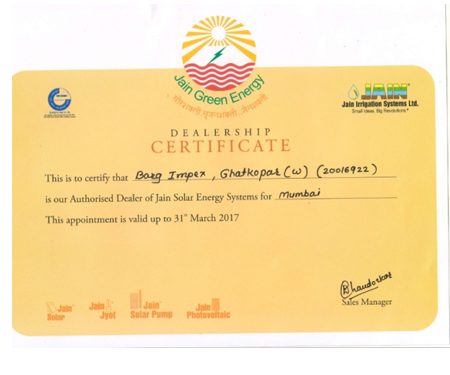 Jain Green Energy
JAIN
Jain Irrigation Systems Ltd.
Small Ideas. Big Revolutions.®
DEALERSHIP
CERTIFICATE
This is to certify that Barg Impex, Ghatkopar (W) (20016922)
is our Authorised Dealer of Jain Solar Energy Systems for Mumbai
This appointment is valid up to 31st March 2017
Sales Manager
Jain Solar
Jain Jyot
Jain Solar Pump
Jain Photovoltaic